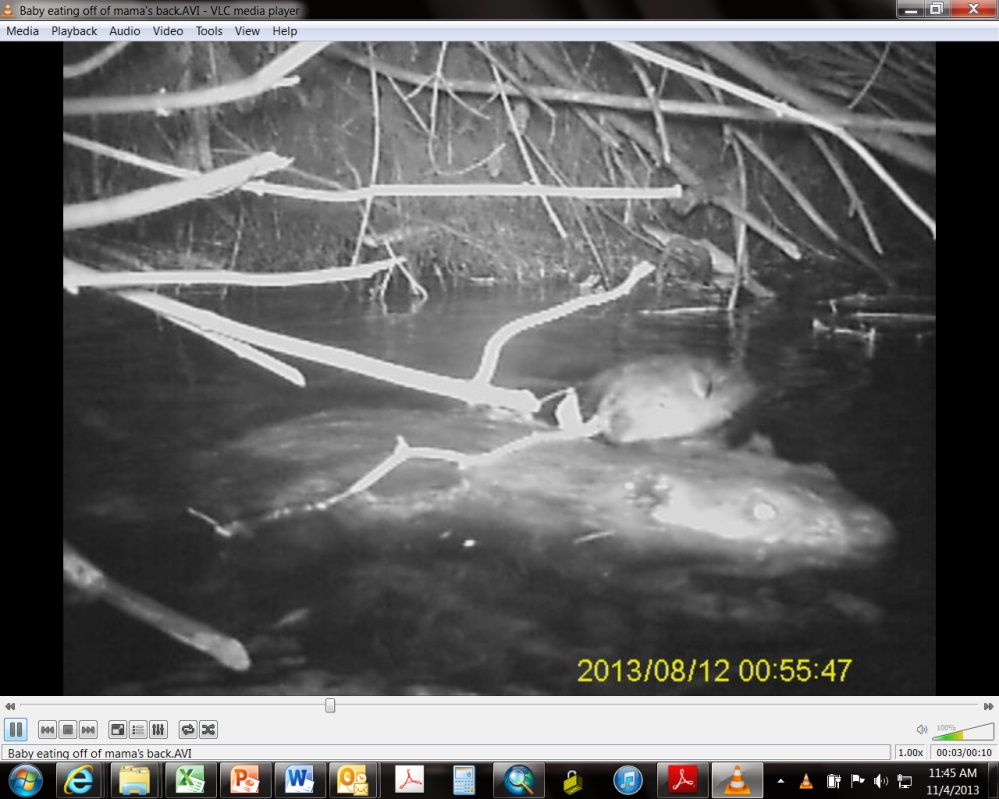 Baby eating off of mama's back.AVI - VLC media player
Media Playback Audio Video Tools View Help
2013/08/12 00:55:47
100%
Baby eating off of mama's back.AVI 1.00x 00:03/00:10
11:45 AM
11/4/2013